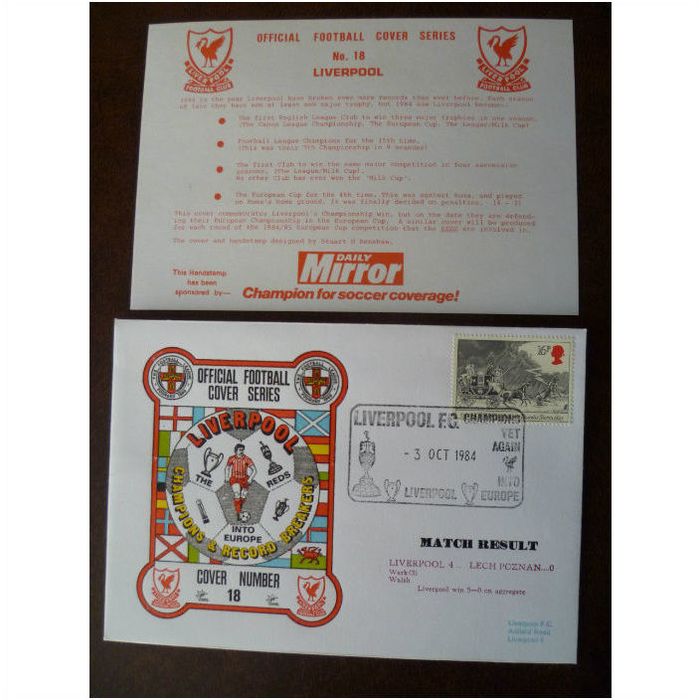 OFFICIAL FOOTBALL COVER SERIES
No. 18
LIVERPOOL
LIVERPOOL
FOOTBALL CLUB
LIVERPOOL
FOOTBALL CLUB
1984 is the year Liverpool have broken even more records than ever before. Each season
of late they have won at least one major trophy, but 1984 saw Liverpool become:
The first English League Club to win three major trophies in one season.
(The Canon League Championship, The European Cup, The League/Milk Cup)
Football League Champions for the 15th time.
(This was their 7th Championship in 9 seasons)
The first Club to win the same major competition in four successive
seasons. (The League/Milk Cup).
No other Club has ever won the 'Milk Cup'.
The European Cup for the 4th time. This was against Roma, and played
on Roma's home ground. It was finally decided on penalties.
This cover commemorates Liverpool's Championship win, but on the date they are defend-
ing their European Championship in the European Cup. A similar cover will be produced
for each round of the 1984/85 European Cup competition that the REDS are involved in.
The cover and handstamp designed by Stuart D Renshaw.
This Handstamp
has been
sponsored by—
DAILY
Mirror
Champion for soccer coverage!
OFFICIAL FOOTBALL
COVER SERIES
LIVERPOOL
THE REDS
INTO
EUROPE
CHAMPIONS & RECORD BREAKERS
COVER NUMBER
18
16P
LIVERPOOL F.C. CHAMPIONS
YET
AGAIN
- 3 OCT 1984
INTO
LIVERPOOL EUROPE
MATCH RESULT
LIVERPOOL 4 .. LECH POZNAN...0
Wark(3)
Walsh
Liverpool win 5—0 on aggregate
Liverpool F.C.
Anfield Road
Liverpool 4